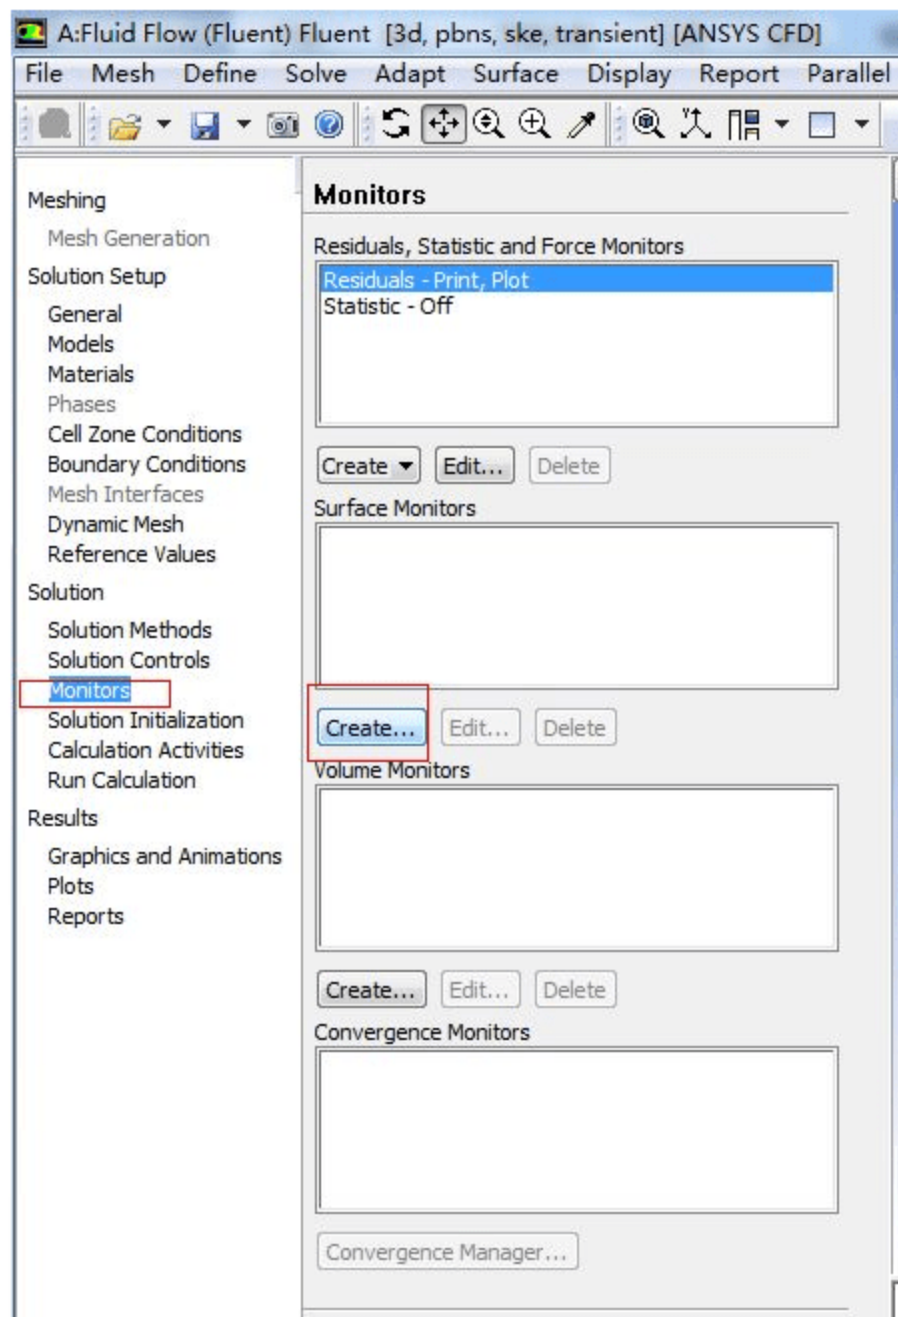 A:Fluid Flow (Fluent) Fluent [3d, pbns, ske, transient] [ANSYS CFD]
File Mesh Define Solve Adapt Surface Display Report Parallel
Meshing
Mesh Generation
Solution Setup
General
Models
Materials
Phases
Cell Zone Conditions
Boundary Conditions
Mesh Interfaces
Dynamic Mesh
Reference Values
Solution
Solution Methods
Solution Controls
Monitors
Solution Initialization
Calculation Activities
Run Calculation
Results
Graphics and Animations
Plots
Reports
Monitors
Residuals, Statistic and Force Monitors
Residuals - Print, Plot
Statistic - Off
Create Edit... Delete
Surface Monitors
Create... Edit... Delete
Volume Monitors
Create... Edit... Delete
Convergence Monitors
Convergence Manager...